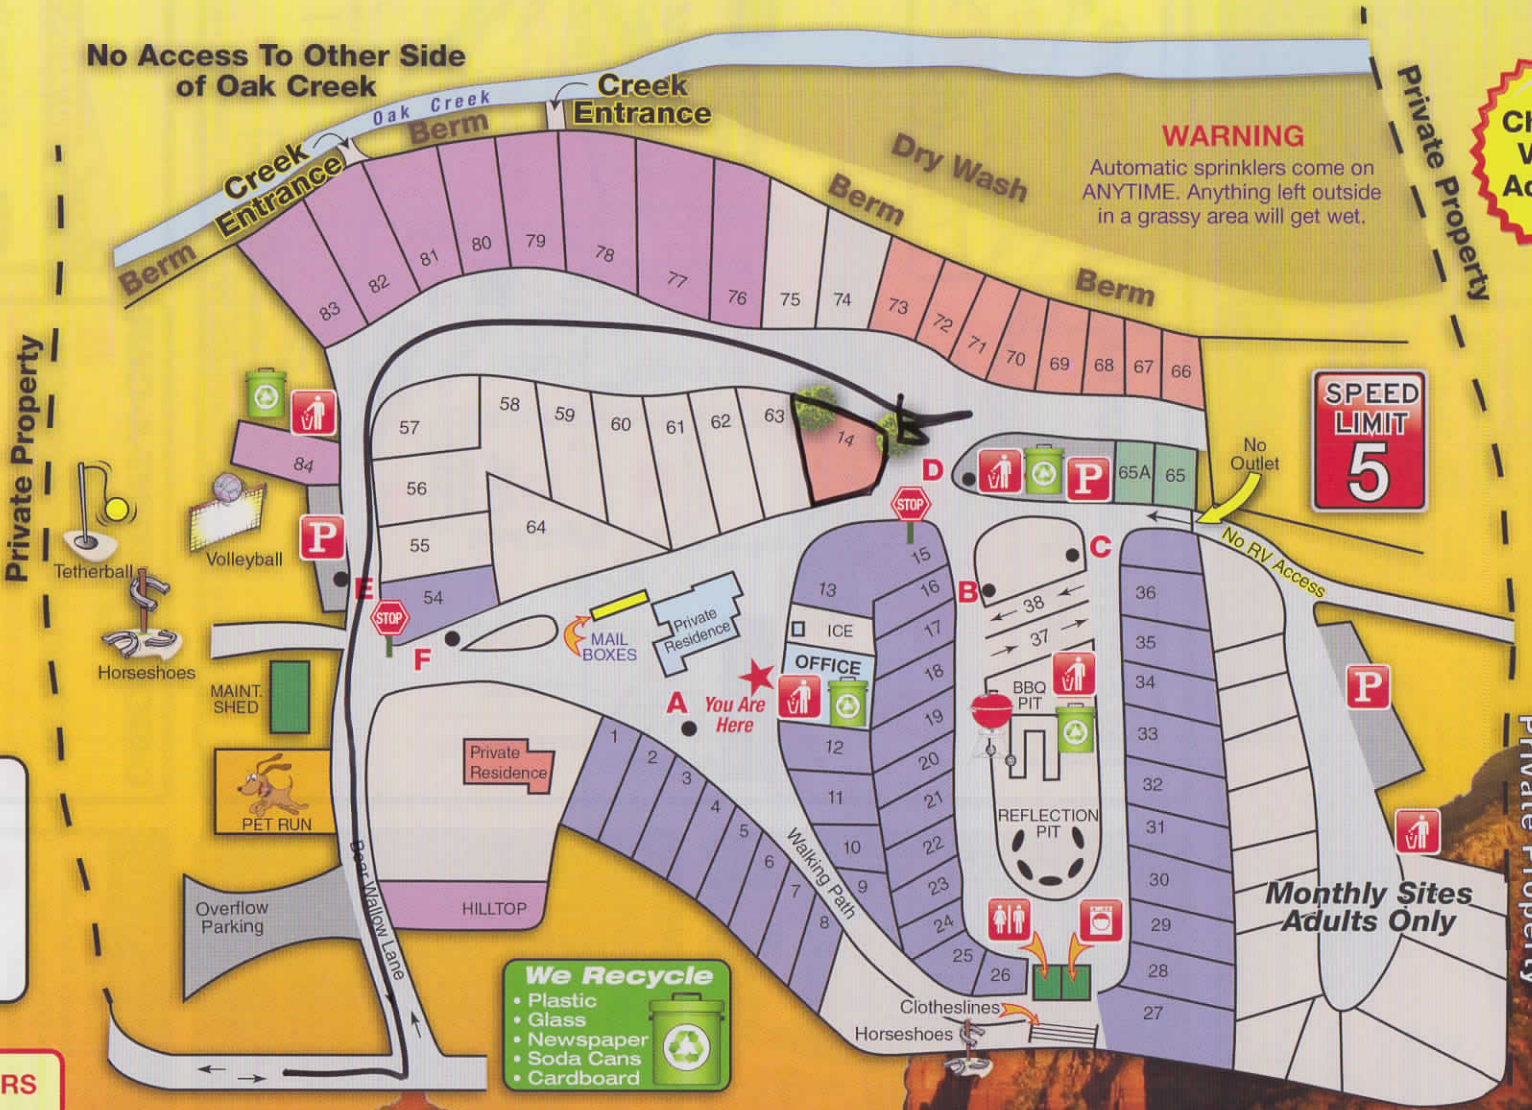 No Access To Other Side
of Oak Creek
Oak Creek
Creek
Entrance
Berm
Creek
Entrance
Berm
Dry Wash
Berm
Berm
WARNING
Automatic sprinklers come on
ANYTIME. Anything left outside
in a grassy area will get wet.
Private Property
Private Property
Private Property
83
82
81
80
79
78
77
76
75
74
73
72
71
70
69
68
67
66
SPEED
LIMIT
5
57
58
59
60
61
62
63
14
84
56
55
64
54
D
P
65A
65
No
Outlet
No RV Access
STOP
P
Volleyball
Tetherball
Horseshoes
E
STOP
F
MAIL
BOXES
Private
Residence
13
ICE
OFFICE
15
16
17
18
19
20
21
22
23
24
25
26
B
C
38
37
BBQ
PIT
REFLECTION
PIT
36
35
34
33
32
31
30
29
28
27
P
MAINT.
SHED
A
You Are
Here
Private
Residence
PET RUN
1
2
3
4
5
6
7
8
12
11
10
9
Walking Path
HILLTOP
Overflow
Parking
Bear Wallow Lane
Monthly Sites
Adults Only
We Recycle
• Plastic
• Glass
• Newspaper
• Soda Cans
• Cardboard
Clotheslines
Horseshoes
RS